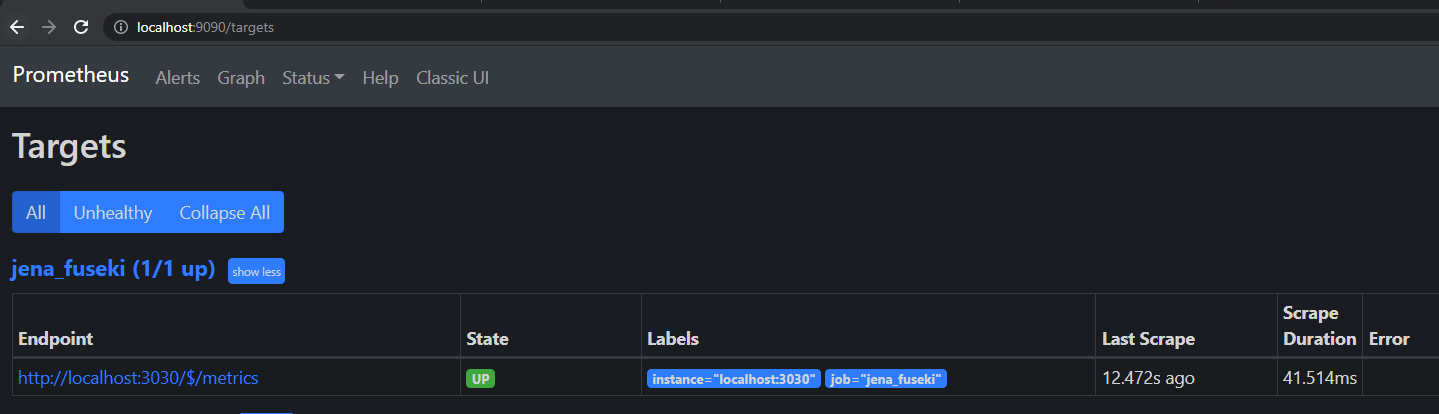 localhost:9090/targets
Prometheus Alerts Graph Status Help Classic UI
Targets
All Unhealthy Collapse All
jena_fuseki (1/1 up) show less
Endpoint State Labels Last Scrape Scrape Duration Error
http://localhost:3030/$/metrics UP instance="localhost:3030" job="jena_fuseki" 12.472s ago 41.514ms